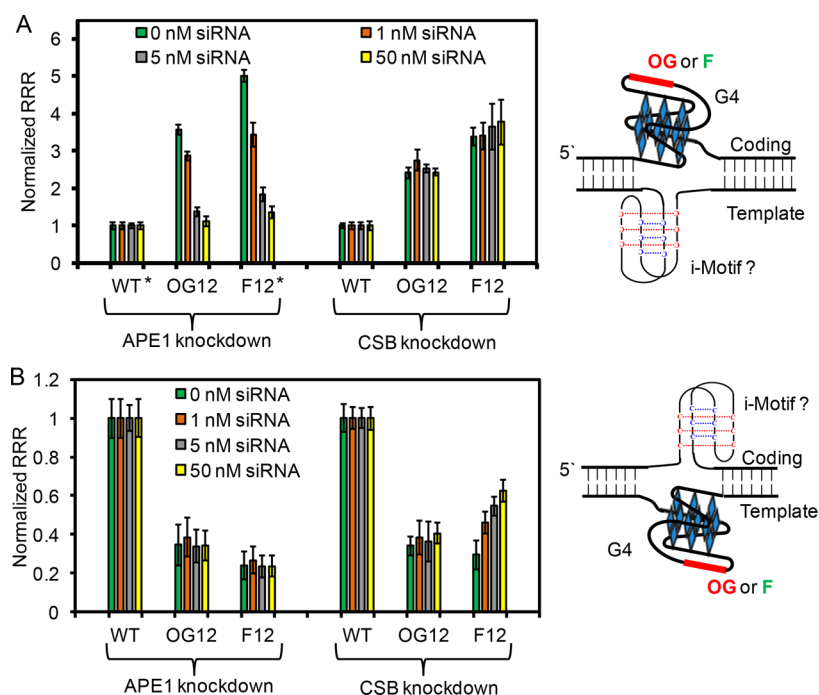 A
Normalized RRR
6
5
4
3
2
1
0
0 nM siRNA
1 nM siRNA
5 nM siRNA
50 nM siRNA
WT*
OG12
F12*
WT
OG12
F12
APE1 knockdown
CSB knockdown
OG or F
G4
5`
Coding
Template
i-Motif ?
B
Normalized RRR
1.2
1
0.8
0.6
0.4
0.2
0
0 nM siRNA
1 nM siRNA
5 nM siRNA
50 nM siRNA
WT
OG12
F12
WT
OG12
F12
APE1 knockdown
CSB knockdown
i-Motif ?
Coding
5`
Template
G4
OG or F